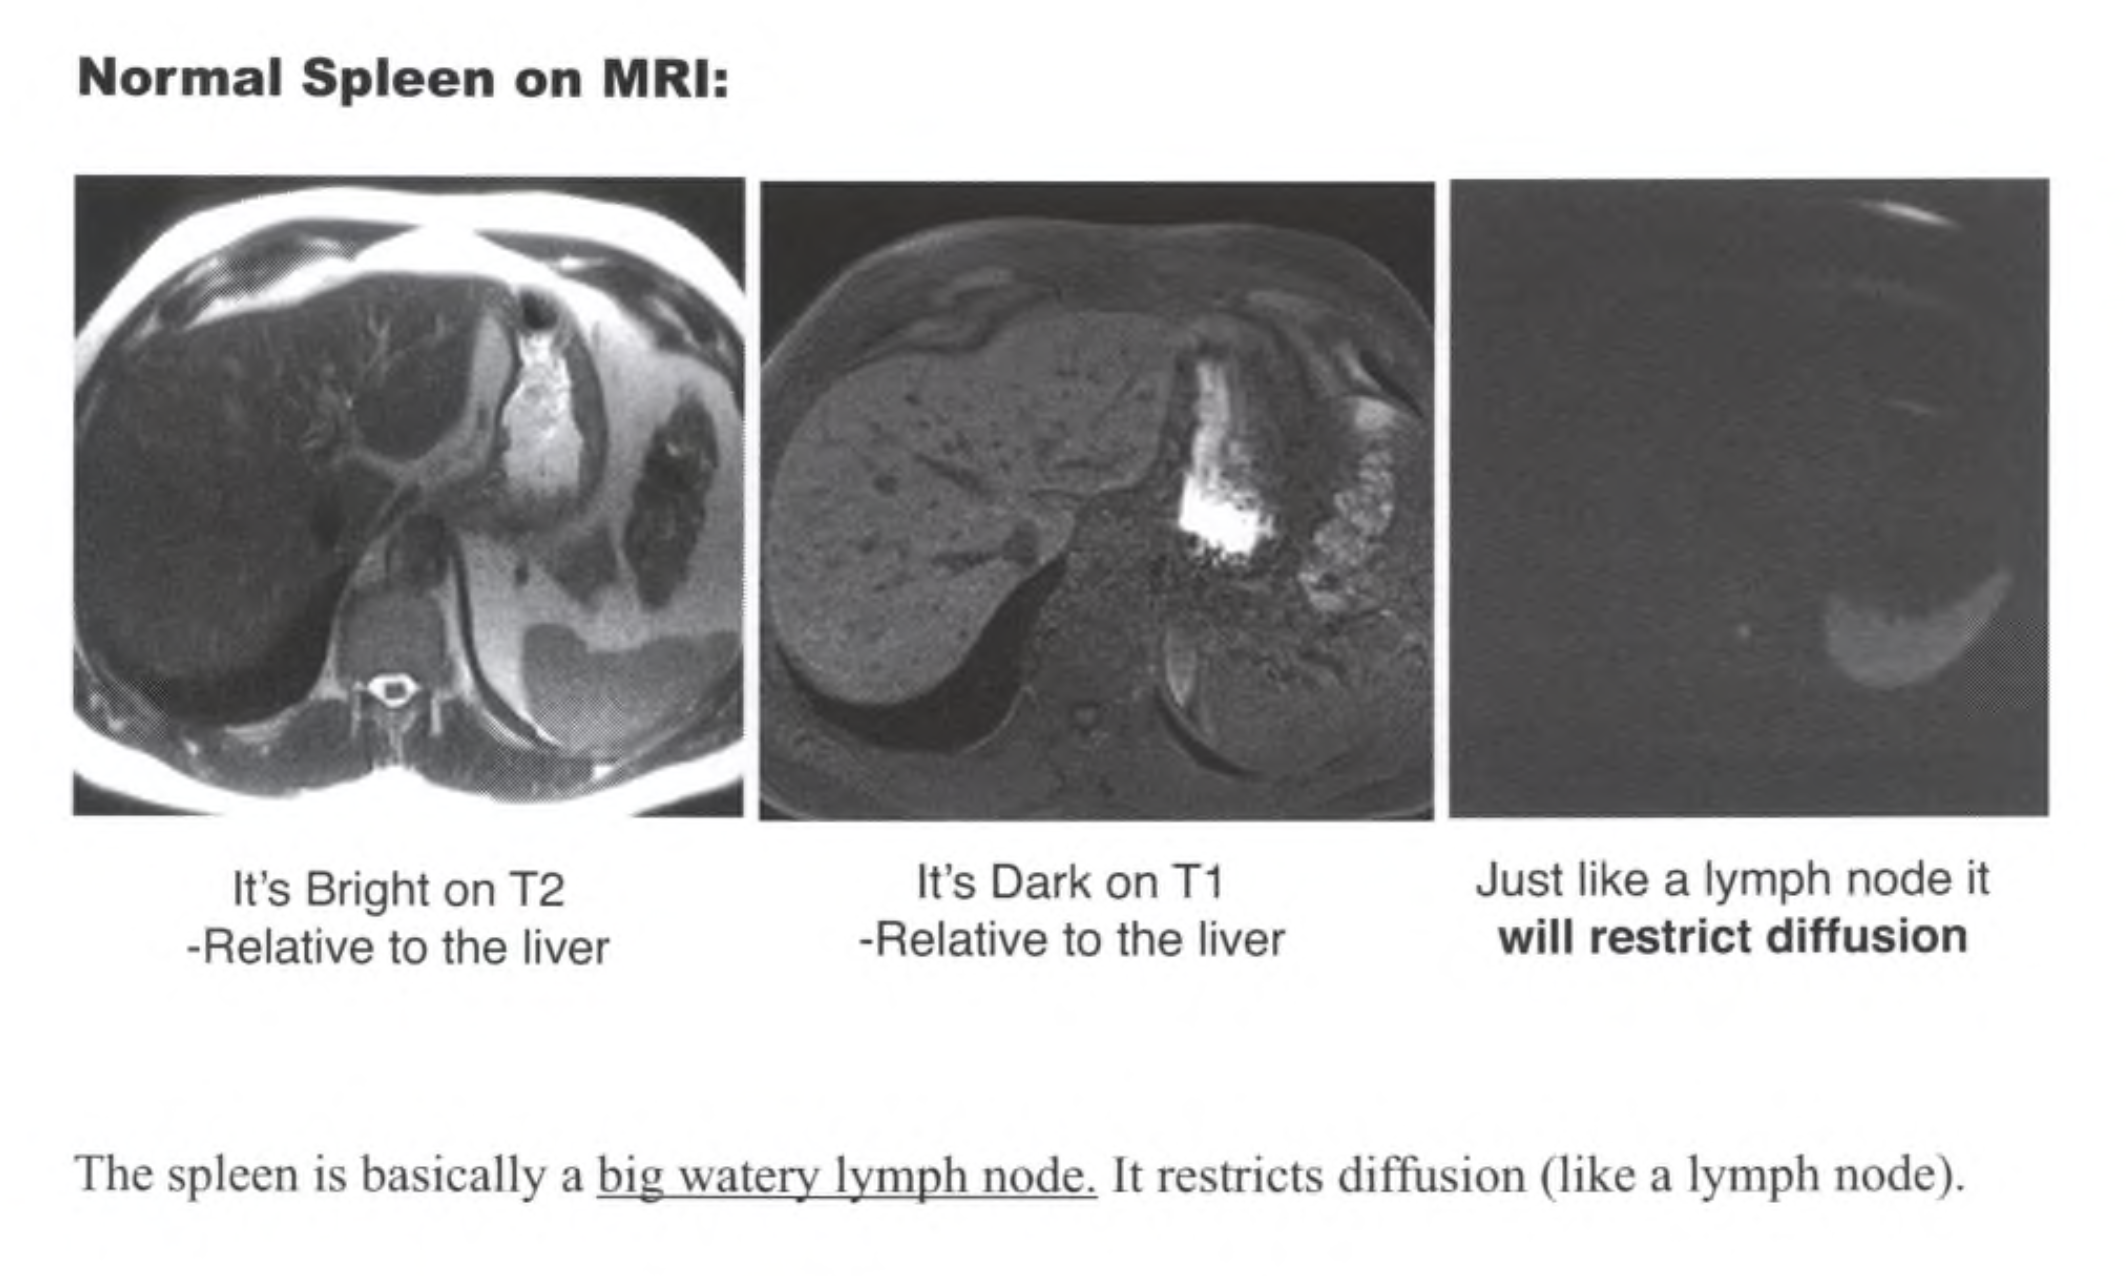 Normal Spleen on MRI:
It's Bright on T2
-Relative to the liver
It's Dark on T1
-Relative to the liver
Just like a lymph node it
will restrict diffusion
The spleen is basically a big watery lymph node. It restricts diffusion (like a lymph node).